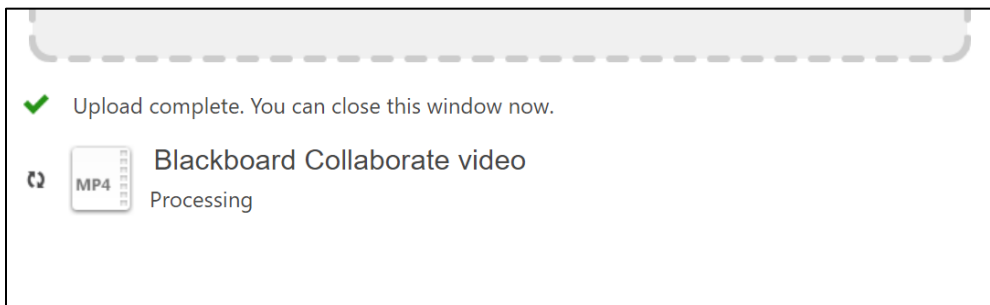 Upload complete. You can close this window now.
Blackboard Collaborate video
MP4
Processing